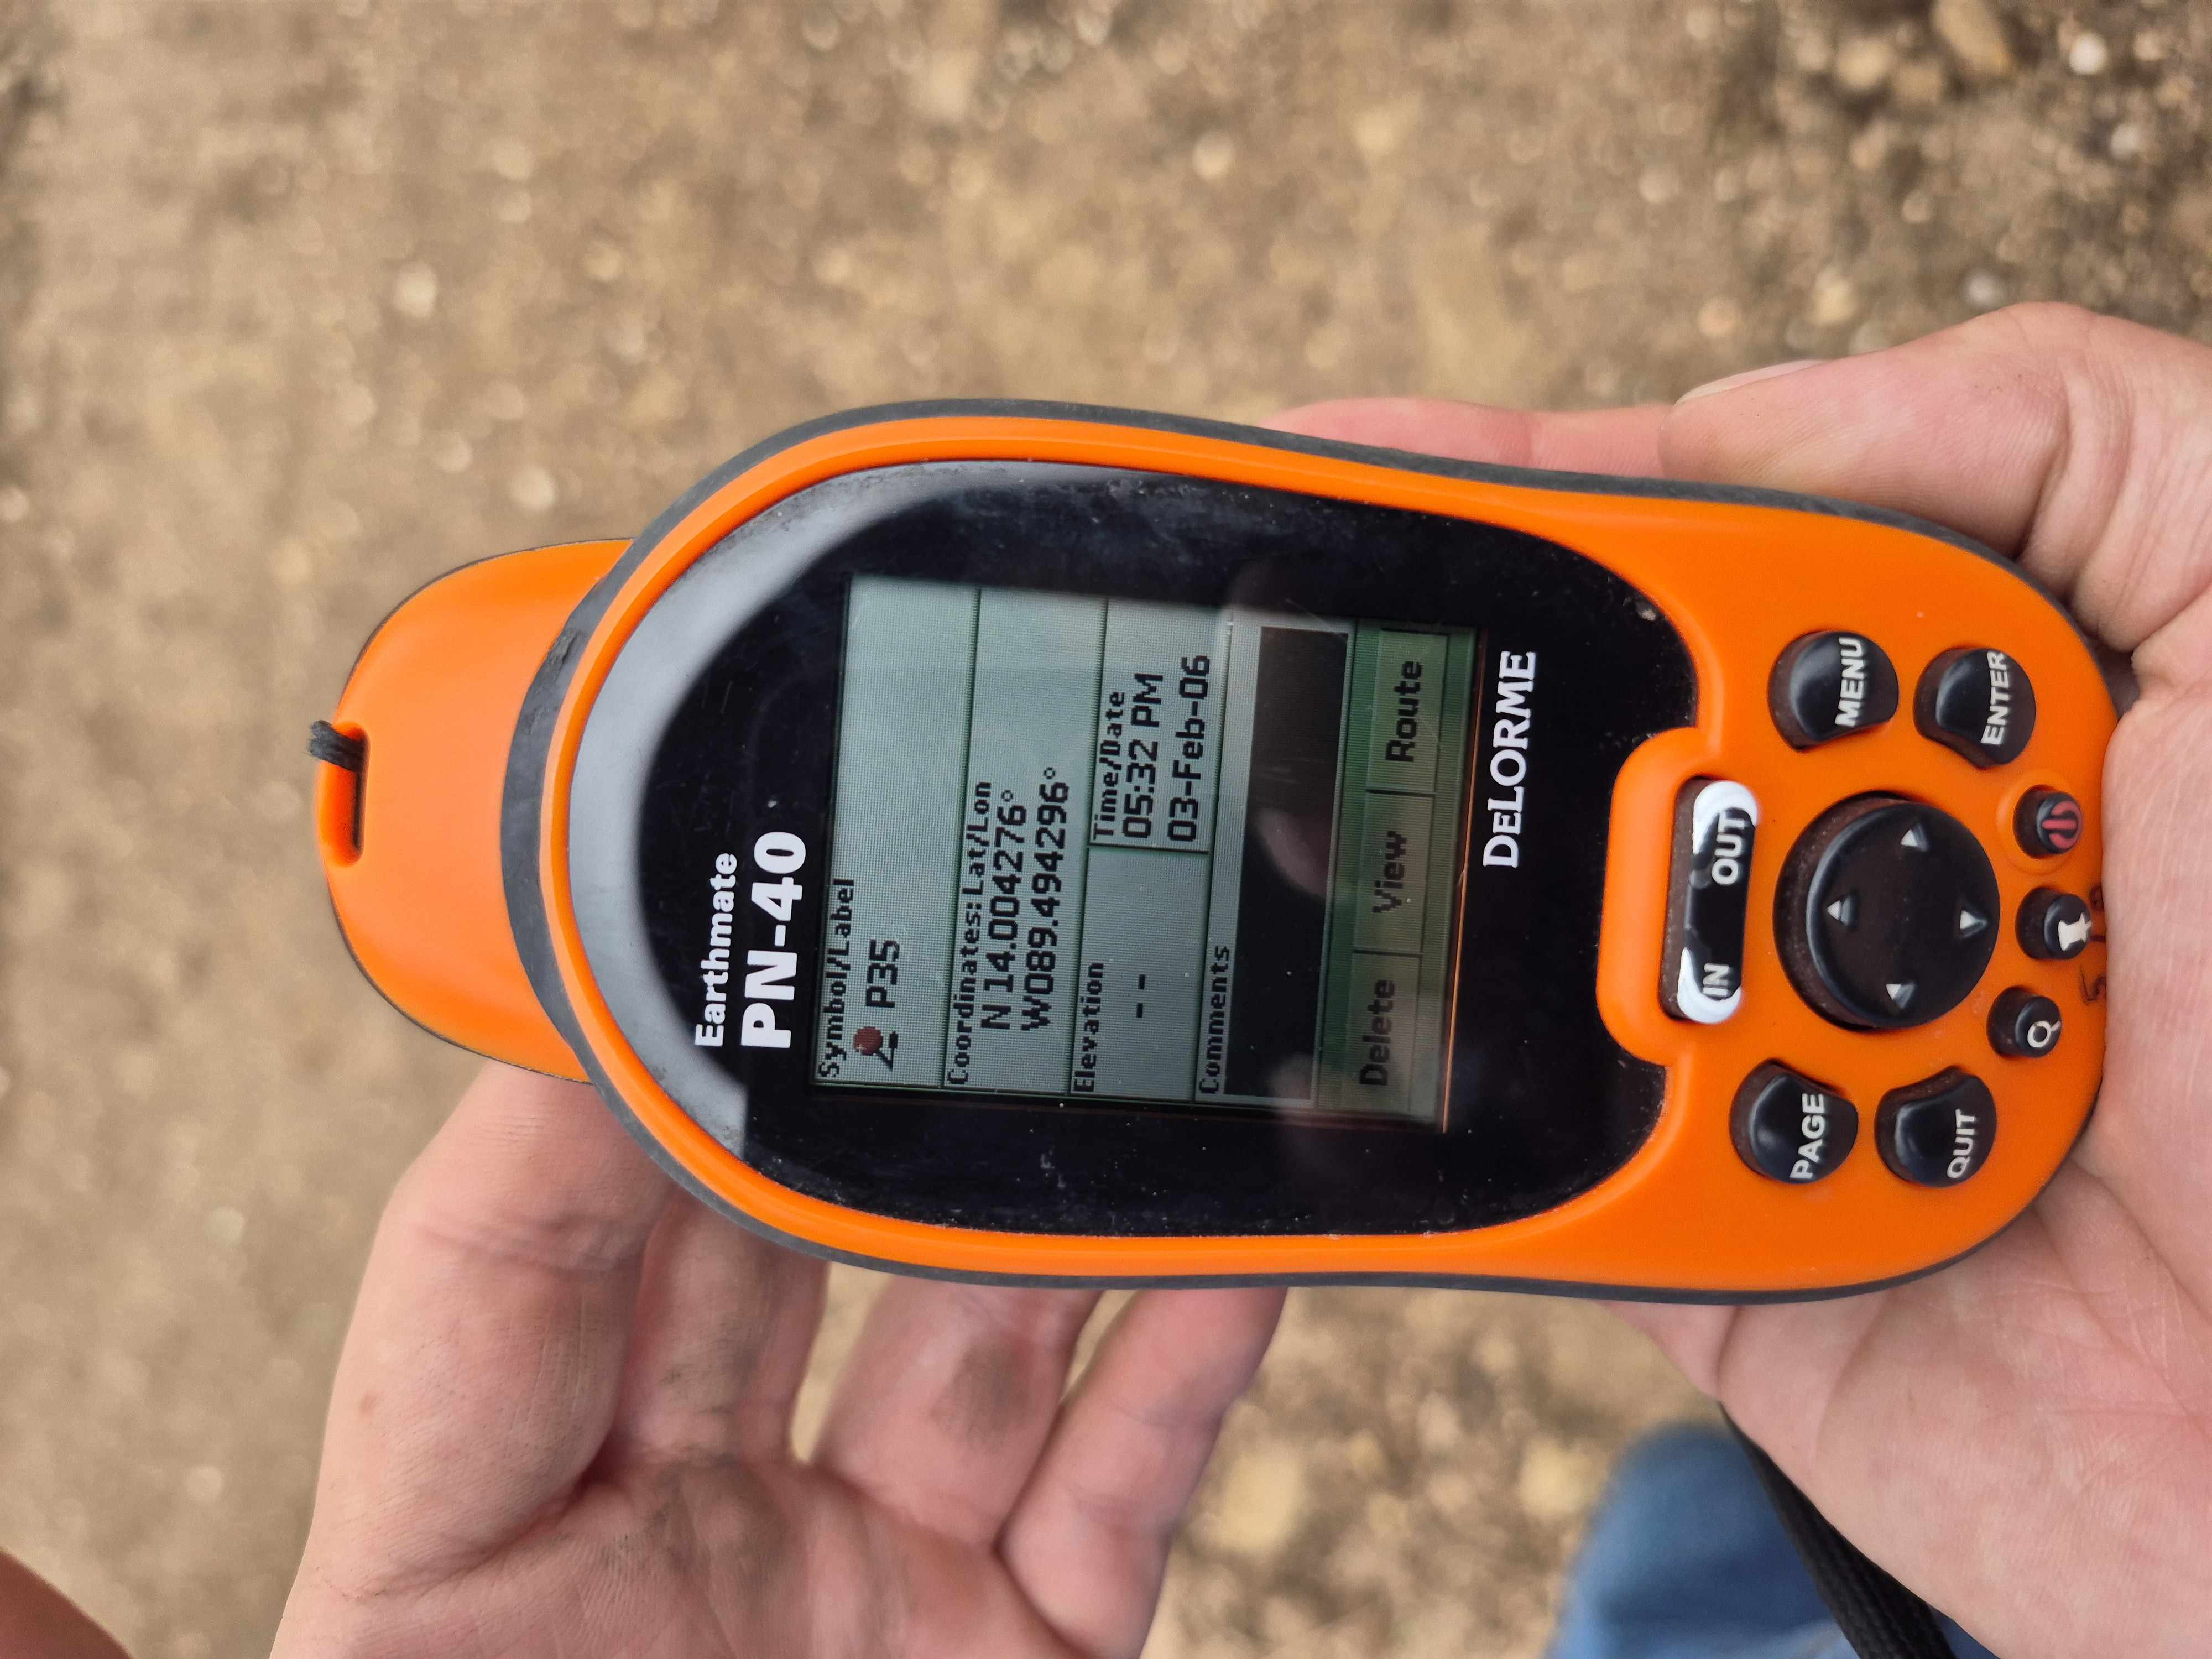 Earthmate
PN-40
Symbol/Label
P35
Coordinates: Lat/Lon
N 14.004276°
W089.494296°
Elevation
--
Time/Date
05:32 PM
03-Feb-06
Comments
Delete View Route
DELORME
IN OUT
PAGE
MENU
QUIT
ENTER